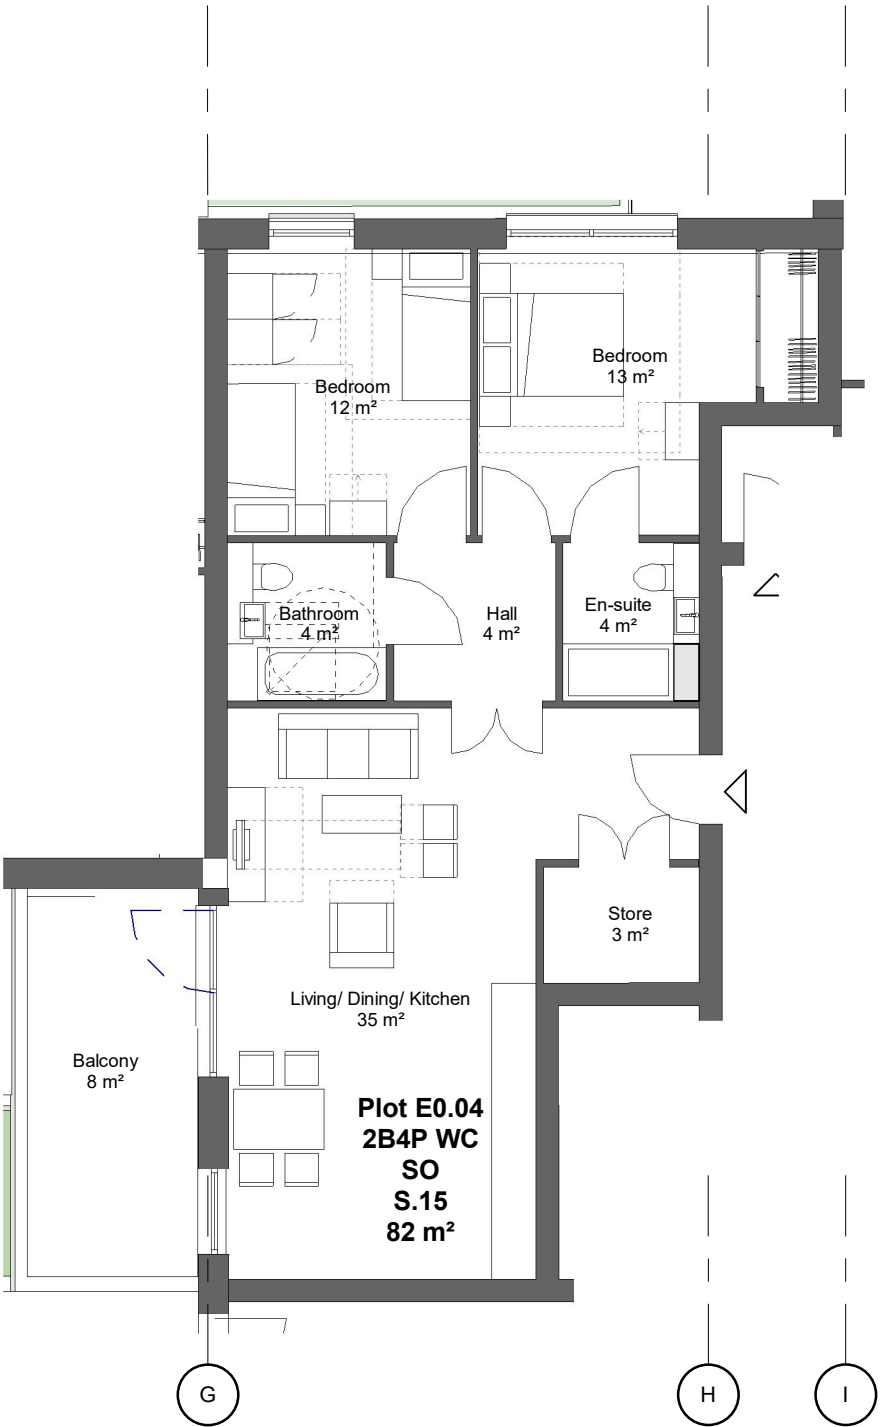 Bedroom
12 m²
Bedroom
13 m²
Bathroom
4 m²
Hall
4 m²
En-suite
4 m²
Store
3 m²
Living/ Dining/ Kitchen
35 m²
Balcony
8 m²
Plot E0.04
2B4P WC
SO
S.15
82 m²
G
H
I